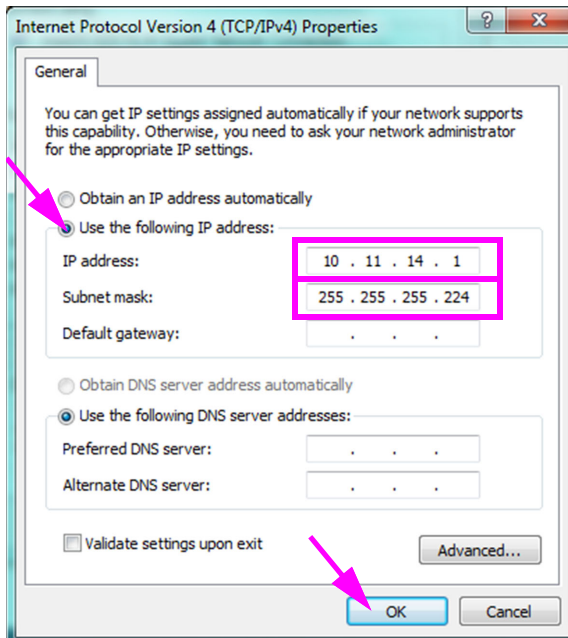 Internet Protocol Version 4 (TCP/IPv4) Properties
General
You can get IP settings assigned automatically if your network supports
this capability. Otherwise, you need to ask your network administrator
for the appropriate IP settings.
Obtain an IP address automatically
Use the following IP address:
IP address: 10 . 11 . 14 . 1
Subnet mask: 255 . 255 . 255 . 224
Default gateway: . . .
Obtain DNS server address automatically
Use the following DNS server addresses:
Preferred DNS server: . . .
Alternate DNS server: . . .
Validate settings upon exit
Advanced...
OK Cancel